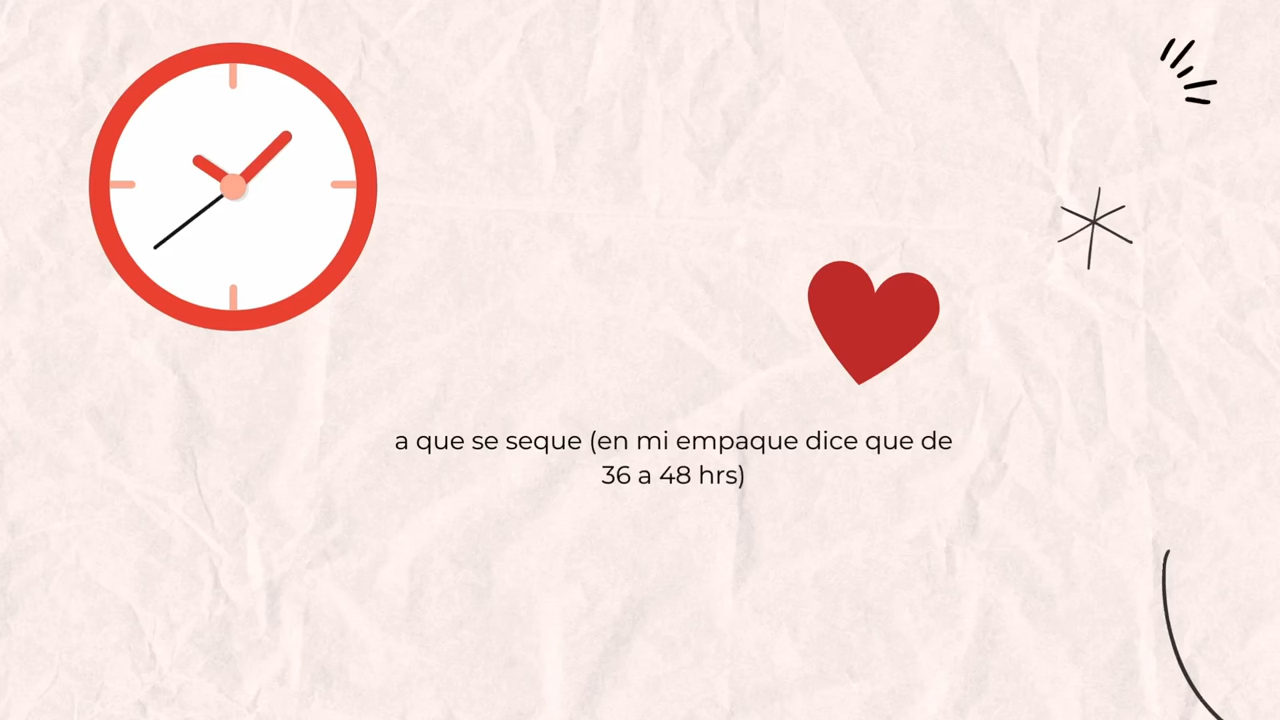 a que se seque (en mi empaque dice que de
36 a 48 hrs)